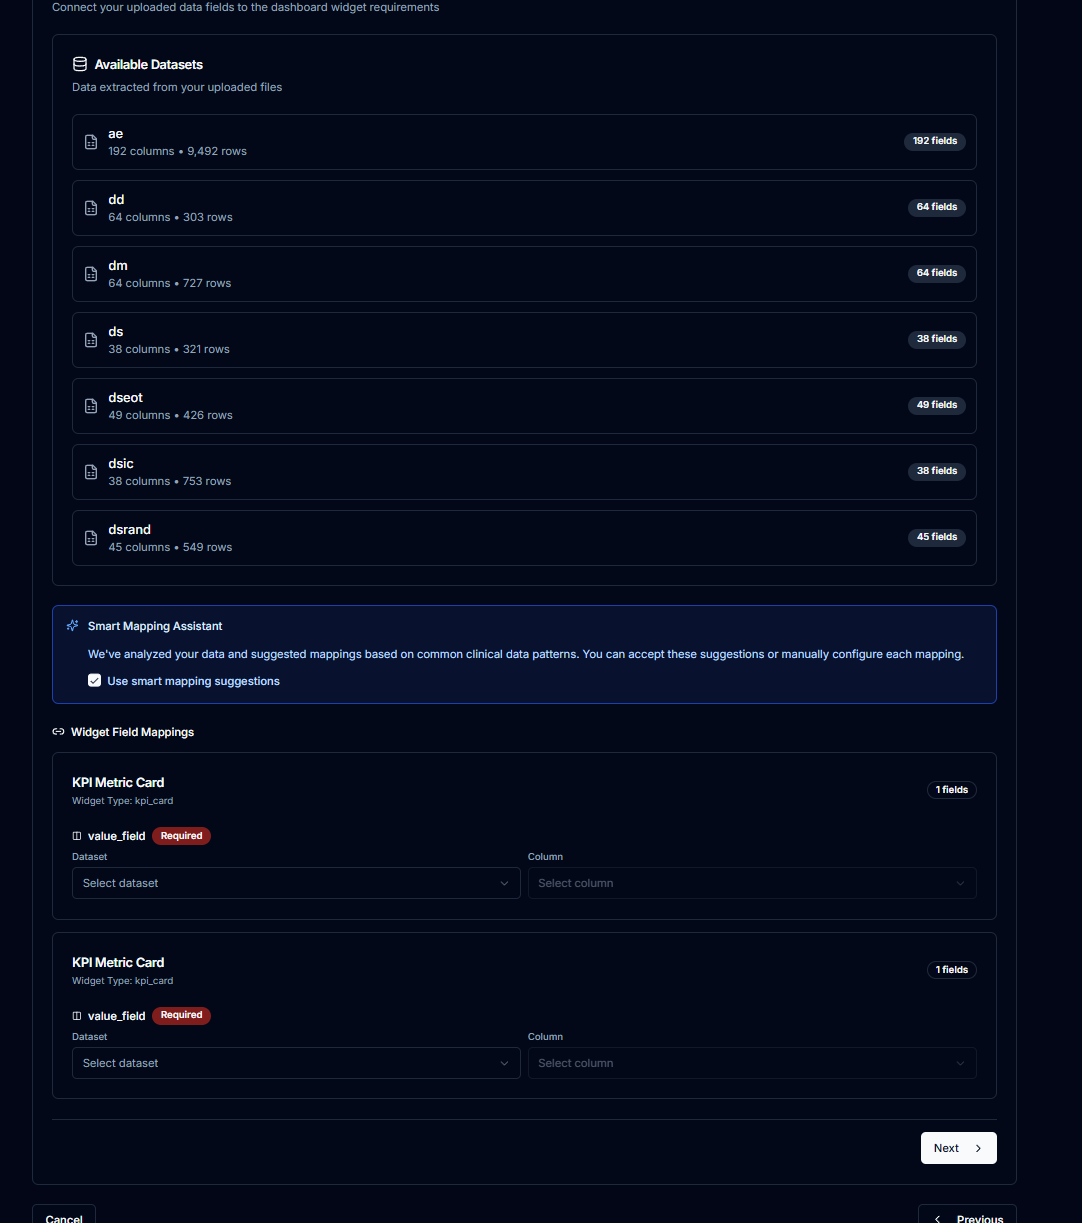 Connect your uploaded data fields to the dashboard widget requirements
Available Datasets
Data extracted from your uploaded files
ae
192 columns • 9,492 rows
192 fields
dd
64 columns • 303 rows
64 fields
dm
64 columns • 727 rows
64 fields
ds
38 columns • 321 rows
38 fields
dseot
49 columns • 426 rows
49 fields
dsic
38 columns • 753 rows
38 fields
dsrand
45 columns • 549 rows
45 fields
Smart Mapping Assistant
We've analyzed your data and suggested mappings based on common clinical data patterns. You can accept these suggestions or manually configure each mapping.
Use smart mapping suggestions
Widget Field Mappings
KPI Metric Card
Widget Type: kpi_card
1 fields
value_field Required
Dataset
Column
Select dataset
Select column
KPI Metric Card
Widget Type: kpi_card
1 fields
value_field Required
Dataset
Column
Select dataset
Select column
Next
Cancel
Previous